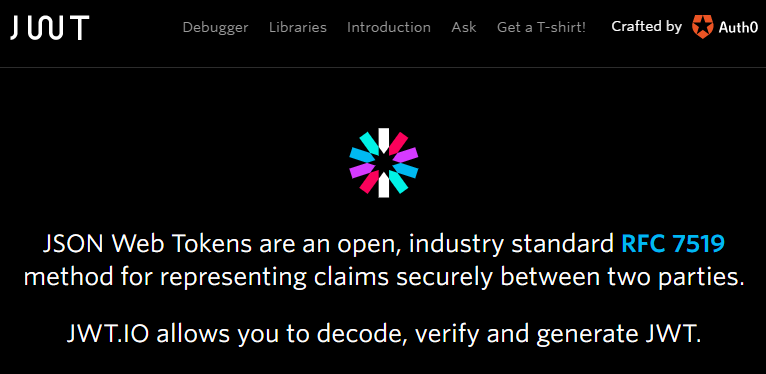 JWT Debugger Libraries Introduction Ask Get a T-shirt! Crafted by Auth0
JSON Web Tokens are an open, industry standard RFC 7519
method for representing claims securely between two parties.
JWT.IO allows you to decode, verify and generate JWT.